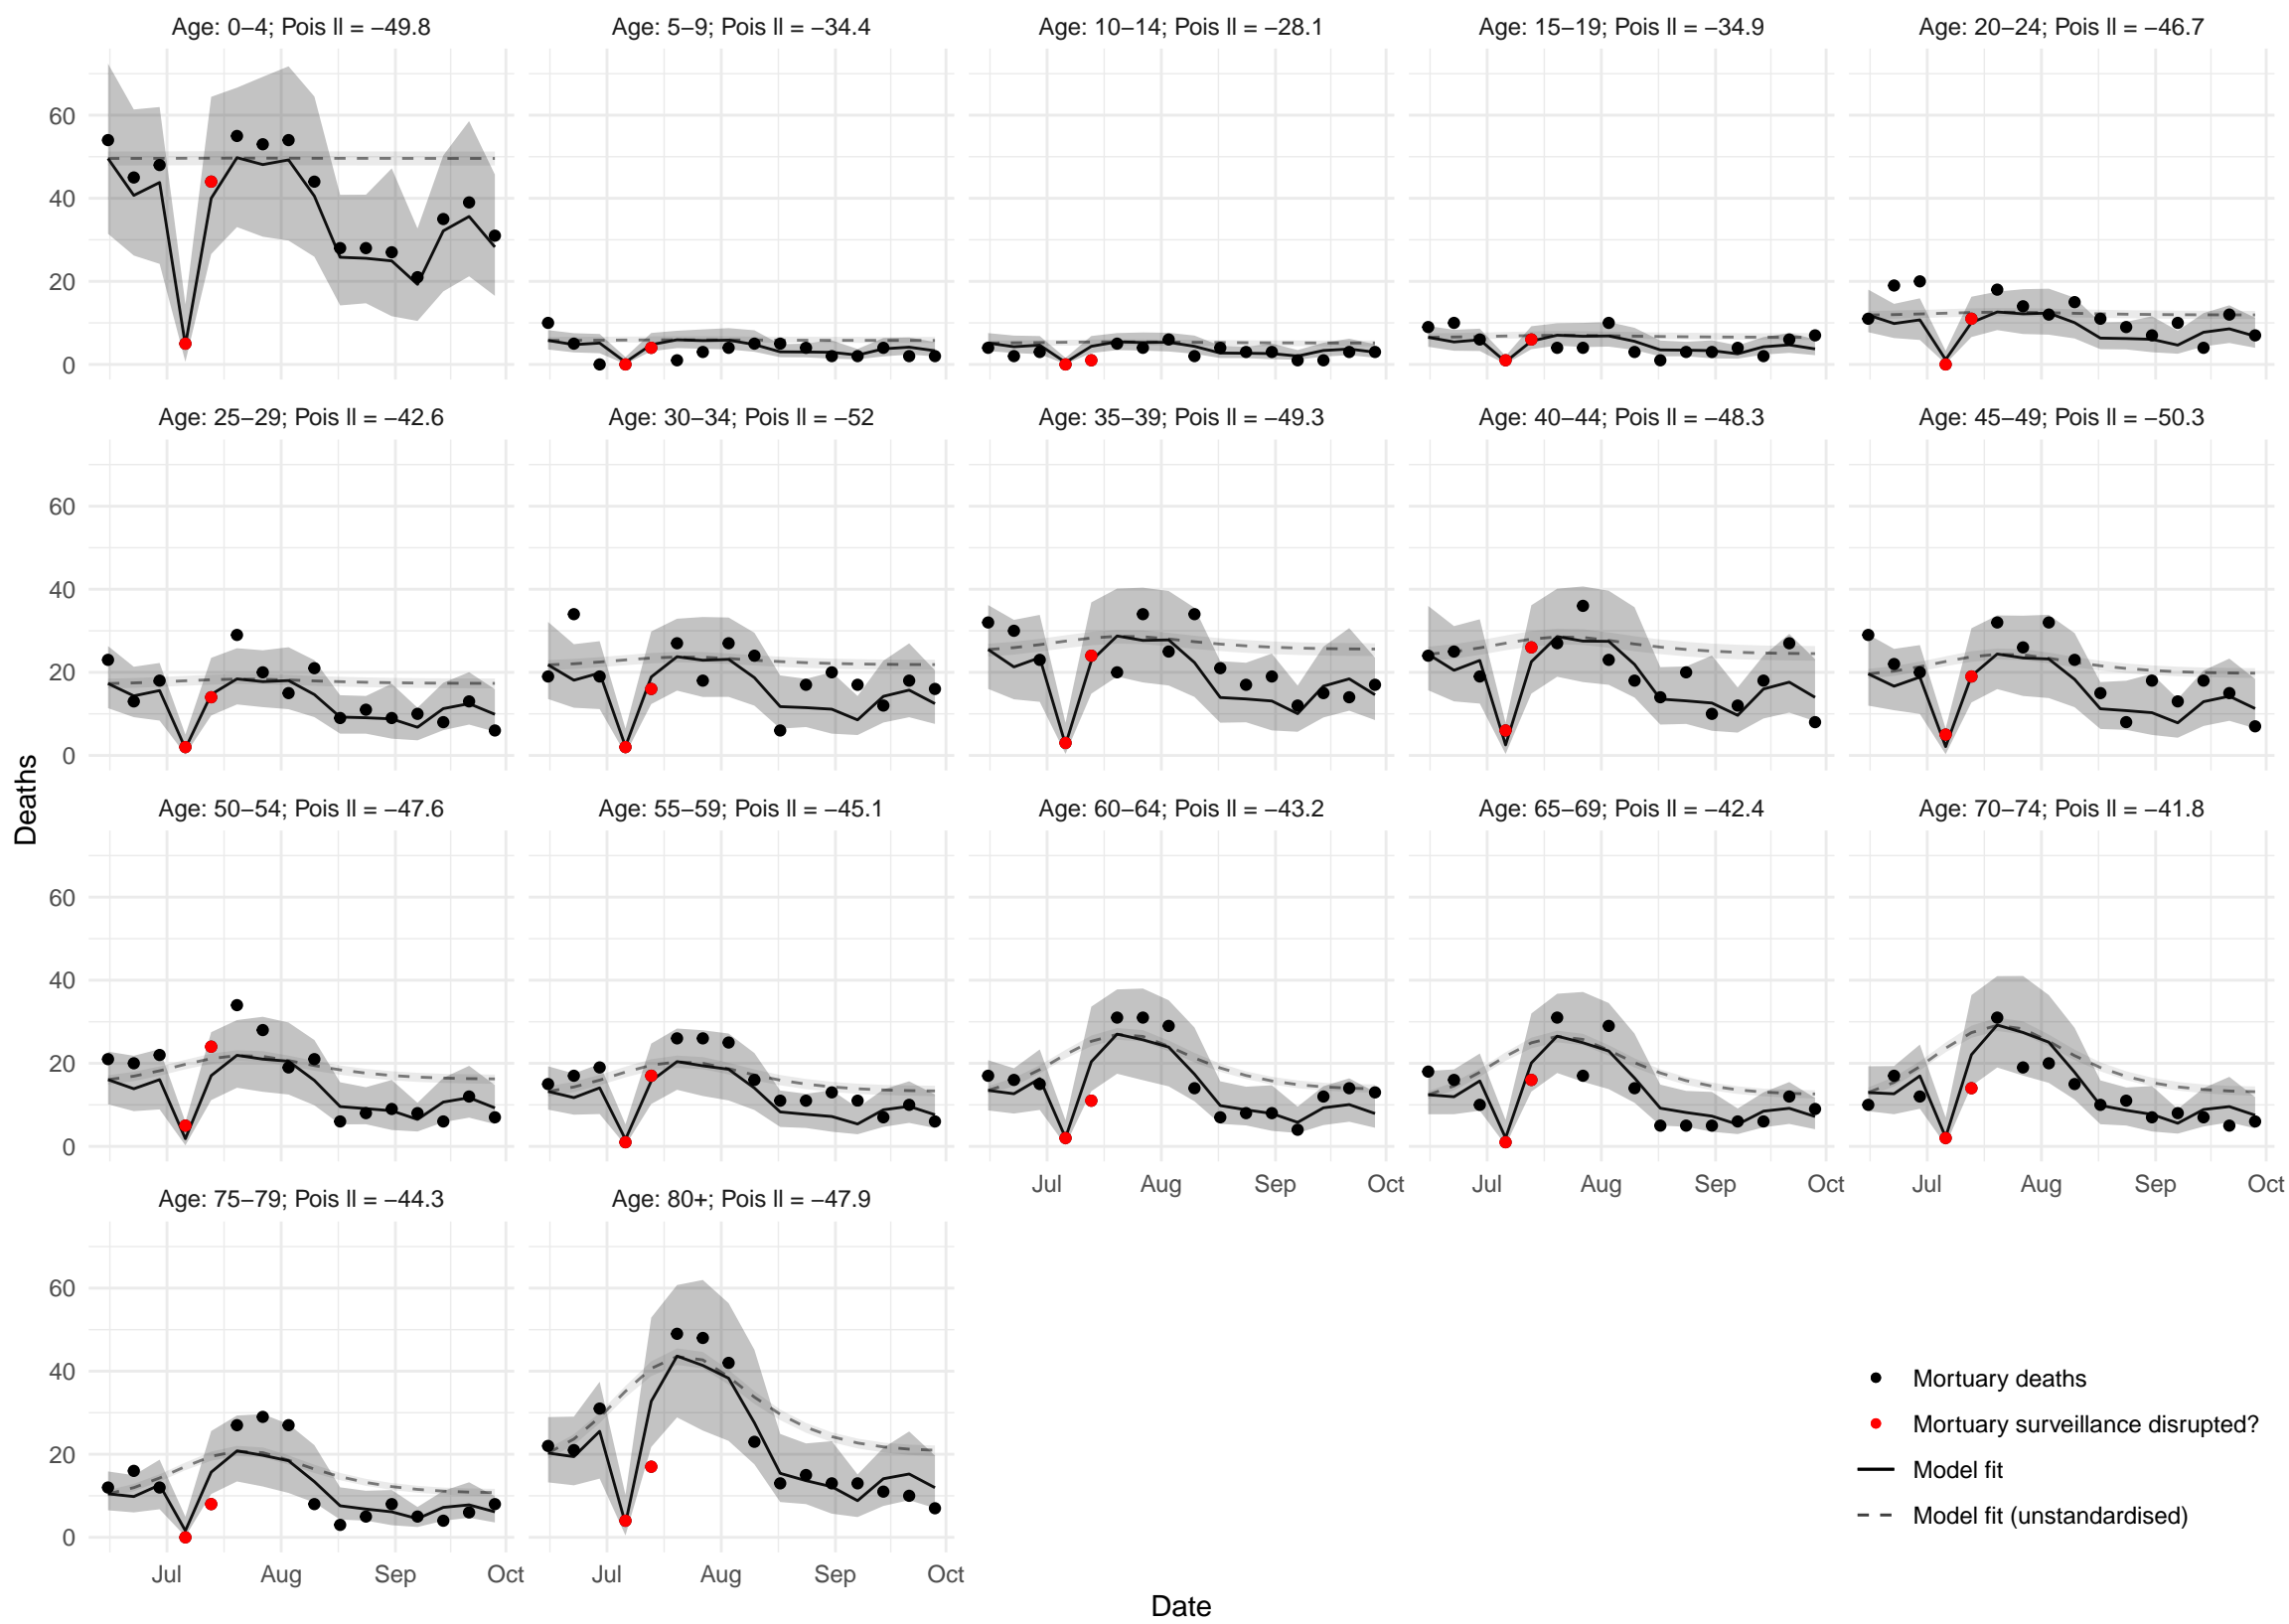 Age: 0−4; Pois ll = −49.8
Age: 5−9; Pois ll = −34.4
Age: 10−14; Pois ll = −28.1
Age: 15−19; Pois ll = −34.9
Age: 20−24; Pois ll = −46.7
60
40
20
0
Age: 25−29; Pois ll = −42.6
Age: 30−34; Pois ll = −52
Age: 35−39; Pois ll = −49.3
Age: 40−44; Pois ll = −48.3
Age: 45−49; Pois ll = −50.3
60
40
20
0
Deaths
Age: 50−54; Pois ll = −47.6
Age: 55−59; Pois ll = −45.1
Age: 60−64; Pois ll = −43.2
Age: 65−69; Pois ll = −42.4
Age: 70−74; Pois ll = −41.8
60
40
20
0
Jul Aug Sep Oct
Jul Aug Sep Oct
Jul Aug Sep Oct
Age: 75−79; Pois ll = −44.3
Age: 80+; Pois ll = −47.9
60
40
20
0
Jul Aug Sep Oct
Jul Aug Sep Oct
Mortuary deaths
Mortuary surveillance disrupted?
Model fit
Model fit (unstandardised)
Date